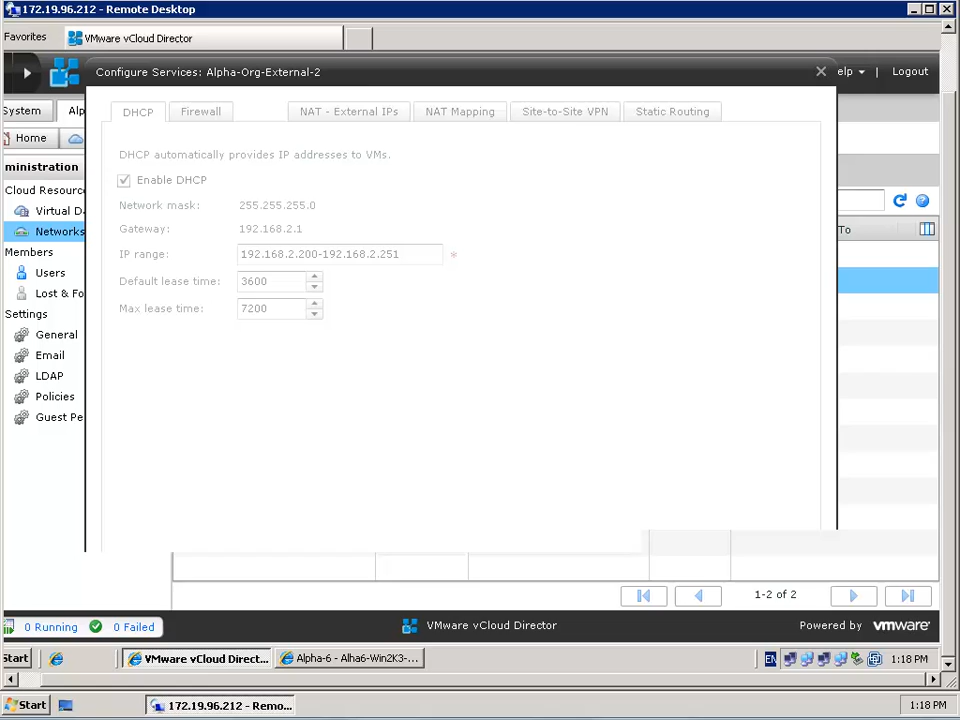 172.19.96.212 - Remote Desktop
Favorites
VMware vCloud Director
Configure Services: Alpha-Org-External-2
elp
|
Logout
System
Alp
DHCP
Firewall
NAT - External IPs
NAT Mapping
Site-to-Site VPN
Static Routing
Home
ministration
DHCP automatically provides IP addresses to VMs.
Cloud Resourc
Enable DHCP
Virtual D
Network mask:
255.255.255.0
Networks
Gateway:
192.168.2.1
To
Members
IP range:
192.168.2.200-192.168.2.251
Users
Default lease time:
3600
Lost & Fo
Max lease time:
7200
Settings
General
Email
LDAP
Policies
Guest Pe
1-2 of 2
0 Running
0 Failed
VMware vCloud Director
Powered by vmware
Start
VMware vCloud Direct...
Alpha-6 - Alha6-Win2K3-...
EN
1:18 PM
Start
172.19.96.212 - Remo...
1:18 PM